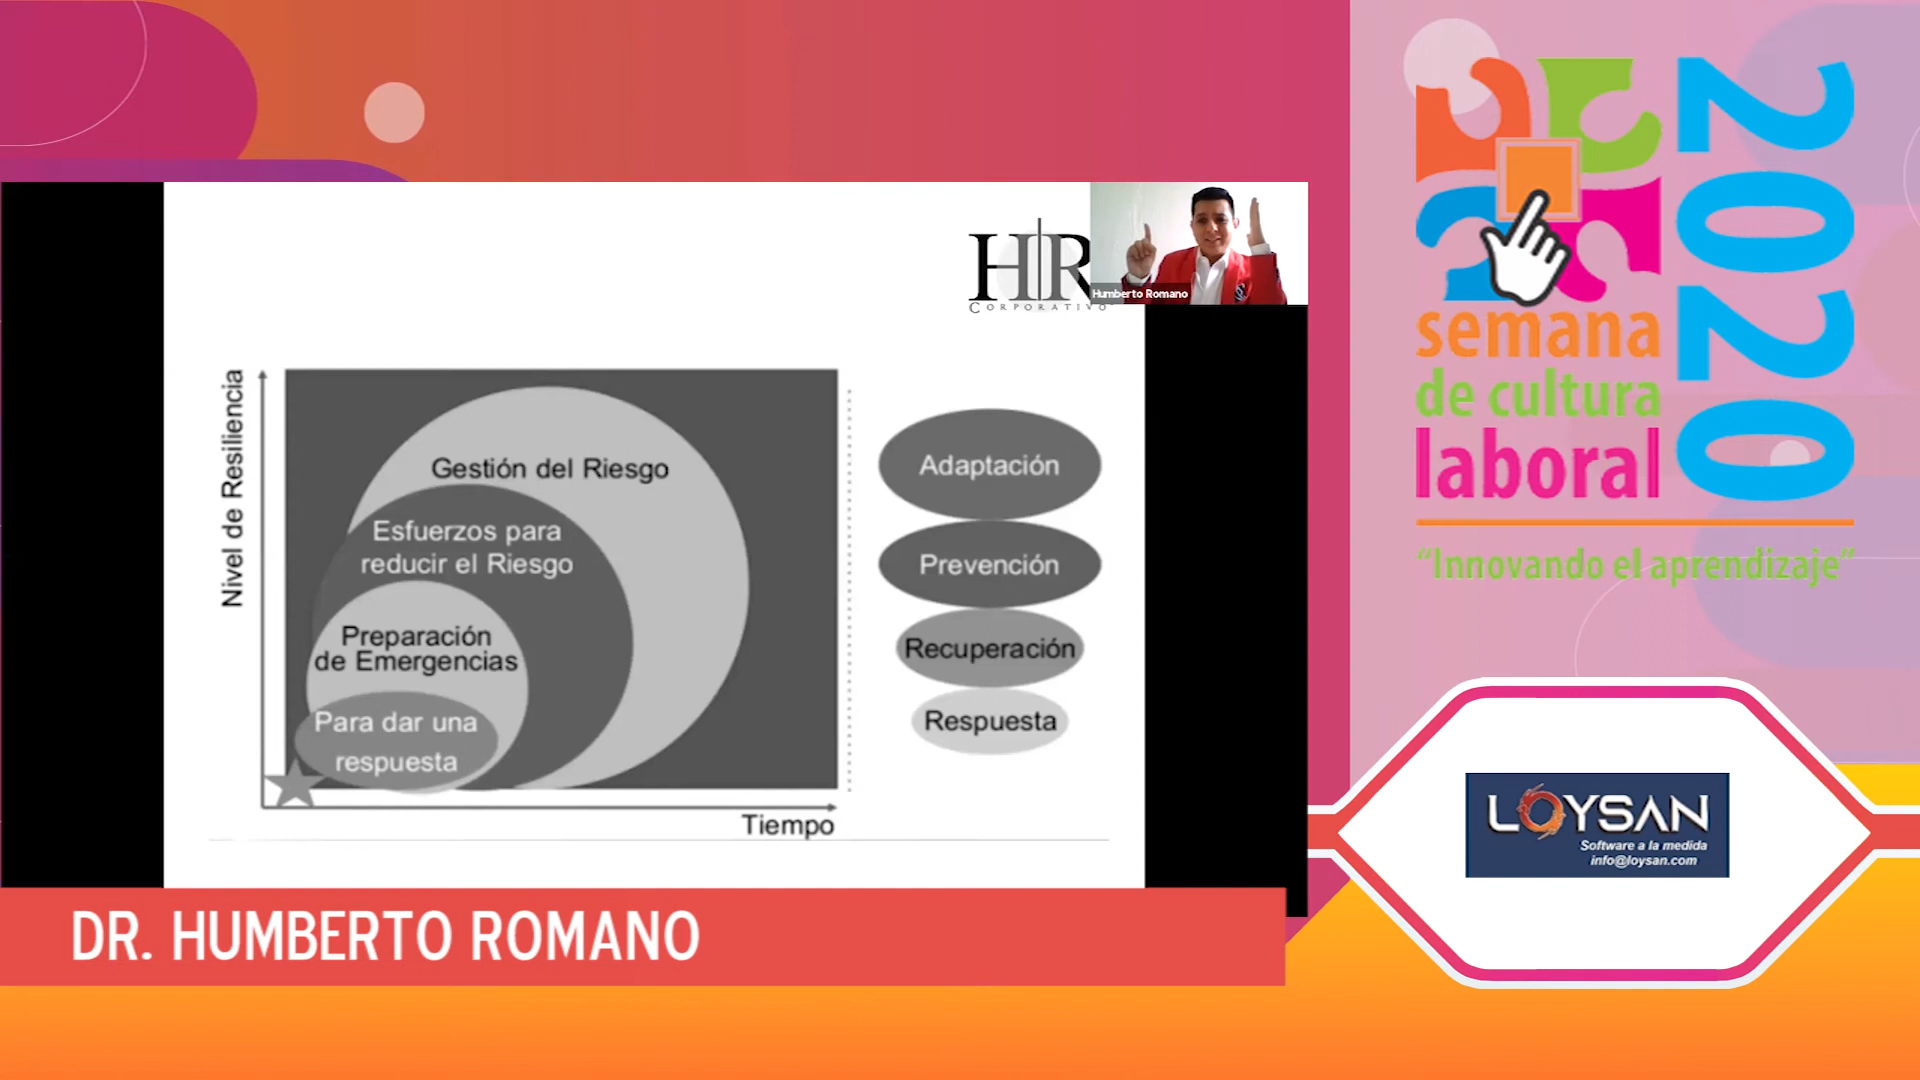 HR
CORPORATIVO
Humberto Romano
Nivel de Resiliencia
Gestión del Riesgo
Esfuerzos para
reducir el Riesgo
Preparación
de Emergencias
Para dar una
respuesta
Tiempo
Adaptación
Prevención
Recuperación
Respuesta
DR. HUMBERTO ROMANO
semana
de cultura
laboral
2020
“Innovando el aprendizaje”
LOYSAN
Software a la medida
info@loysan.com